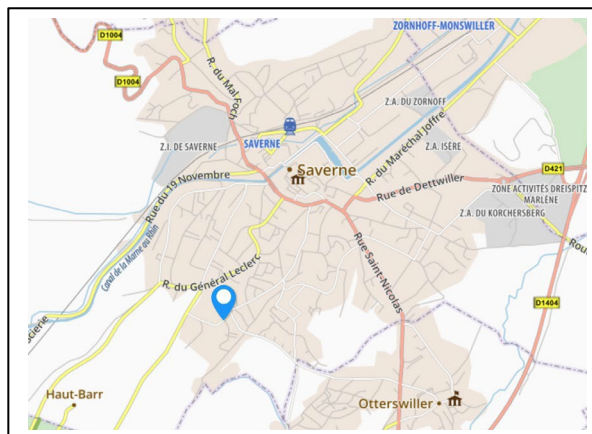 ZORNHOFF-MONSWILLER
D1004
R. du Mal Foch
D1004
Z.A. DU ZORNOFF
Z.I. DE SAVERNE
SAVERNE
Z.A. ISÈRE
R. du Maréchal Joffre
Saverne
D421
Rue du 19 Novembre
Rue de Dettwiller
ZONE ACTIVITÉS DREISPITZ
MARLÈNE
Z.A. DU KORCHERSBERG
Canal de la Marne au Rhin
Rue Saint-Nicolas
Rou
R. du Général Leclerc
D1404
cierie
Haut-Barr
Otterswiller